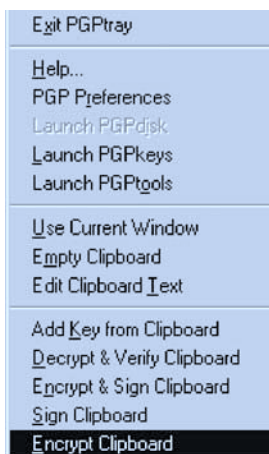 Exit PGPtray
Help...
PGP Preferences
Launch PGPdisk
Launch PGPkeys
Launch PGPtools
Use Current Window
Empty Clipboard
Edit Clipboard Text
Add Key from Clipboard
Decrypt & Verify Clipboard
Encrypt & Sign Clipboard
Sign Clipboard
Encrypt Clipboard